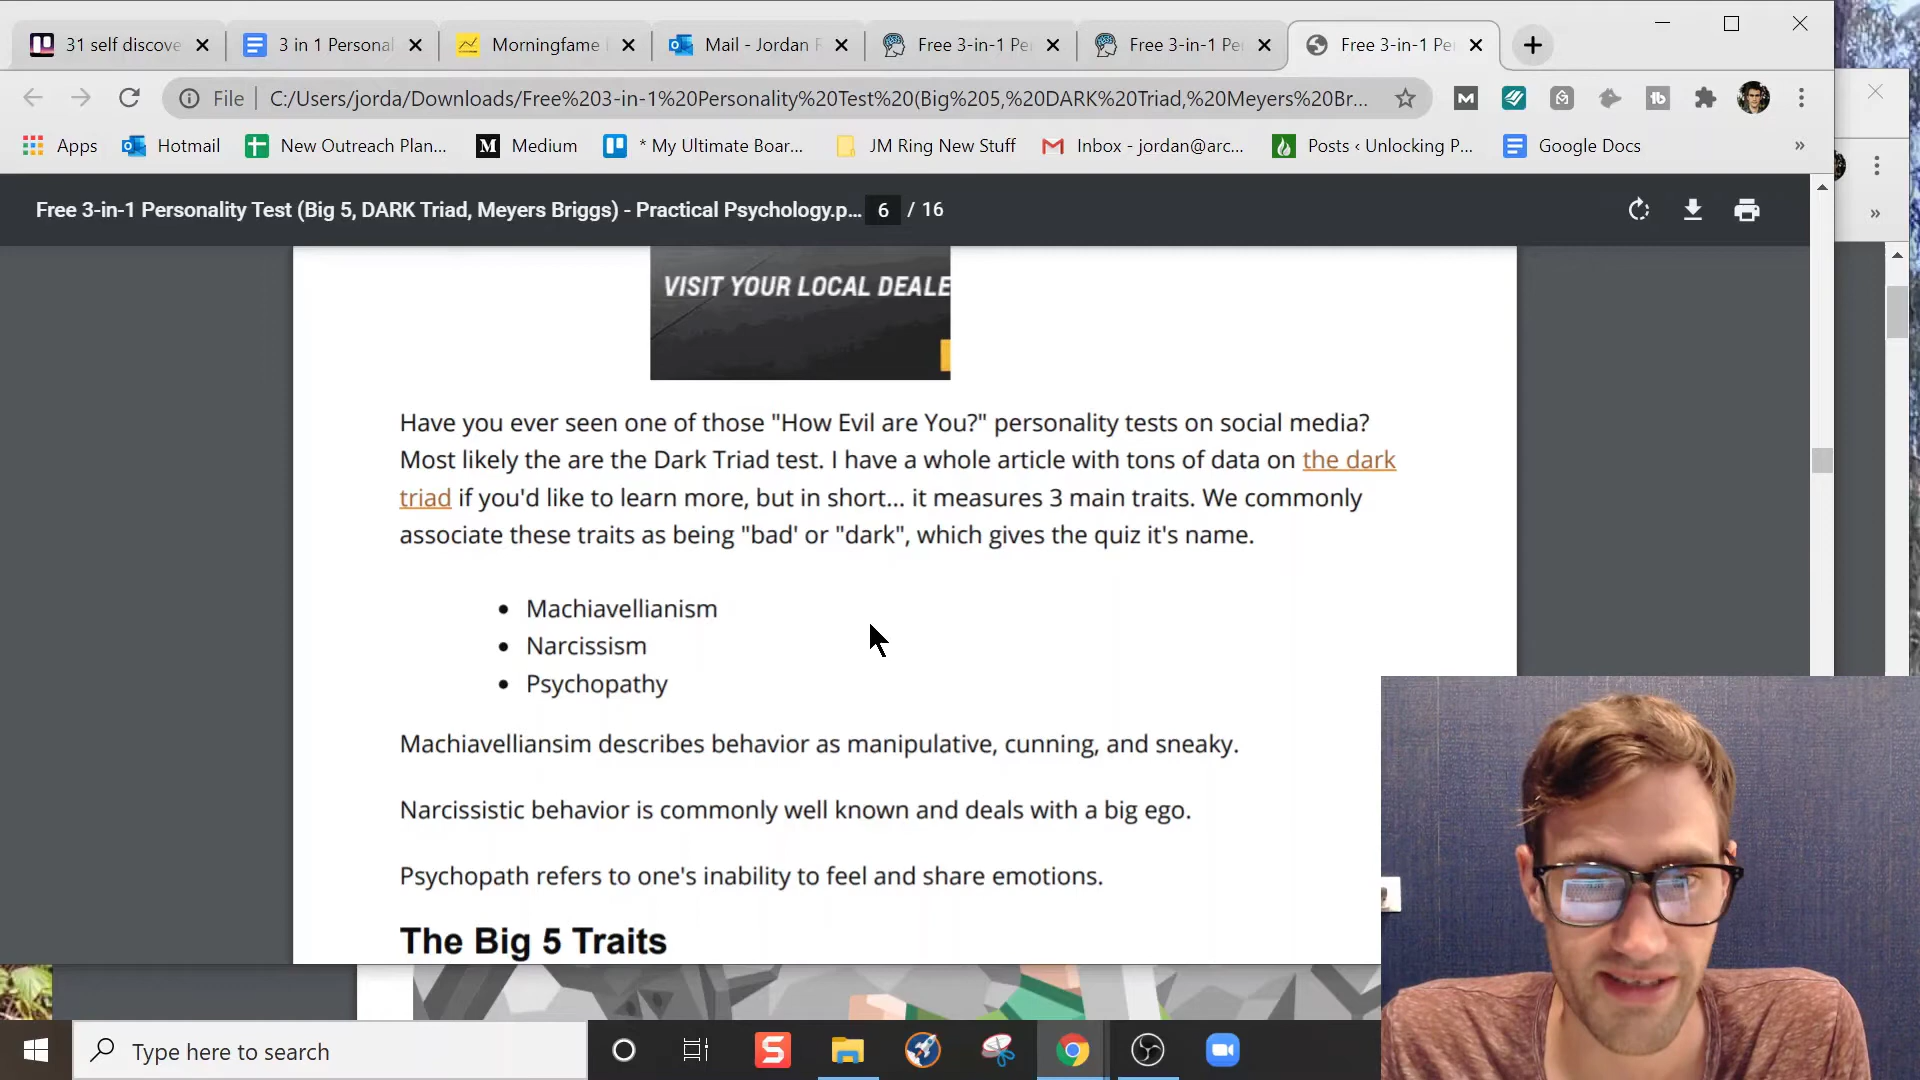 31 self discove
3 in 1 Personal
Morningfame
Mail - Jordan
Free 3-in-1 Pe
Free 3-in-1 Pe
Free 3-in-1 Pe
File C:/Users/jorda/Downloads/Free%203-in-1%20Personality%20Test%20(Big%205,%20DARK%20Triad,%20Meyers%20Br...
Apps Hotmail New Outreach Plan... Medium * My Ultimate Boar... JM Ring New Stuff Inbox - jordan@arc... Posts ‹ Unlocking P... Google Docs »
»
Free 3-in-1 Personality Test (Big 5, DARK Triad, Meyers Briggs) - Practical Psychology.p... 6 / 16
VISIT YOUR LOCAL DEALE
Have you ever seen one of those "How Evil are You?" personality tests on social media?
Most likely the are the Dark Triad test. I have a whole article with tons of data on the dark
triad if you'd like to learn more, but in short... it measures 3 main traits. We commonly
associate these traits as being "bad' or "dark", which gives the quiz it's name.
• Machiavellianism
• Narcissism
• Psychopathy
Machiavelliansim describes behavior as manipulative, cunning, and sneaky.
Narcissistic behavior is commonly well known and deals with a big ego.
Psychopath refers to one's inability to feel and share emotions.
The Big 5 Traits
Type here to search